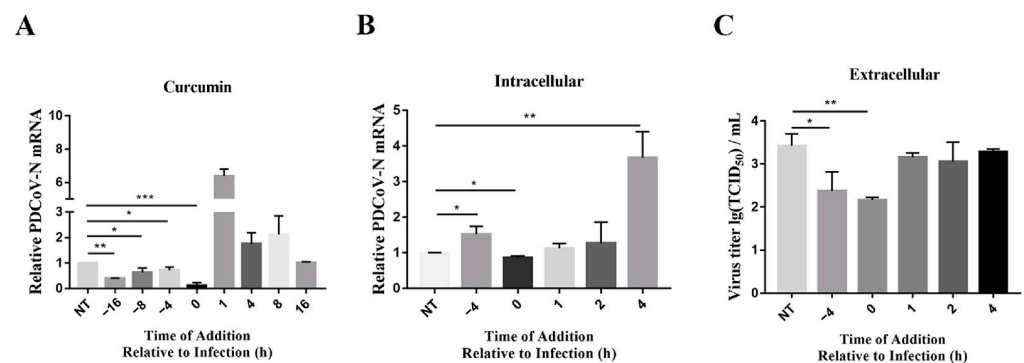 A
B
C
Curcumin
Relative PDCoV-N mRNA
10
8
6
4
2
1
0
***
*
*
**
NT
−16
−8
−4
0
1
4
8
16
Time of Addition
Relative to Infection (h)
Intracellular
Relative PDCoV-N mRNA
5
4
3
2
1
0
**
*
*
NT
−4
0
1
2
4
Time of Addition
Relative to Infection (h)
Extracellular
Virus titer lg(TCID₅₀) / mL
4
3
2
1
0
**
*
NT
−4
0
1
2
4
Time of Addition
Relative to Infection (h)